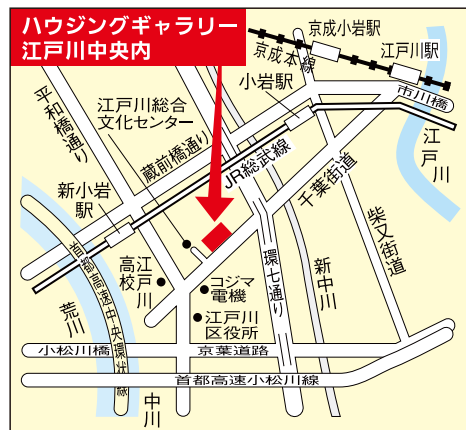 ハウジングギャラリー
江戸川中央内
京成小岩駅
江戸川駅
京成本線
小岩駅
市川橋
平和橋通り
江戸川総合
文化センター
蔵前橋通り
JR総武線
千葉街道
江戸川
新小岩
駅
柴又街道
首都高速中央環状線
江戸川
高校
コジマ
電機
環七通り
新中川
荒川
江戸川
区役所
小松川橋
京葉道路
首都高速小松川線
中川